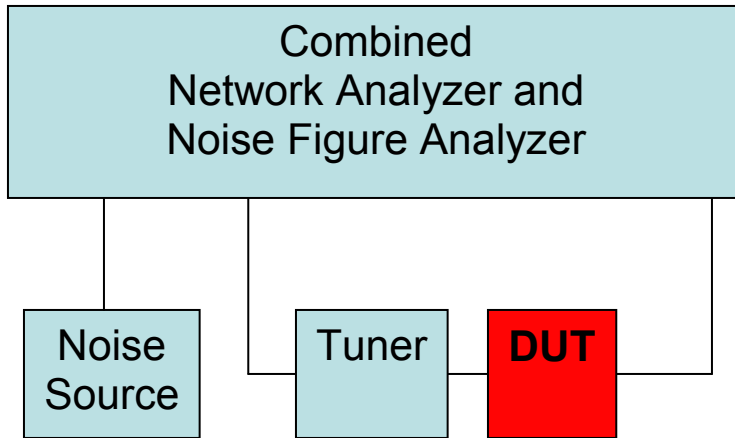 Combined
Network Analyzer and
Noise Figure Analyzer
Noise
Source
Tuner
DUT